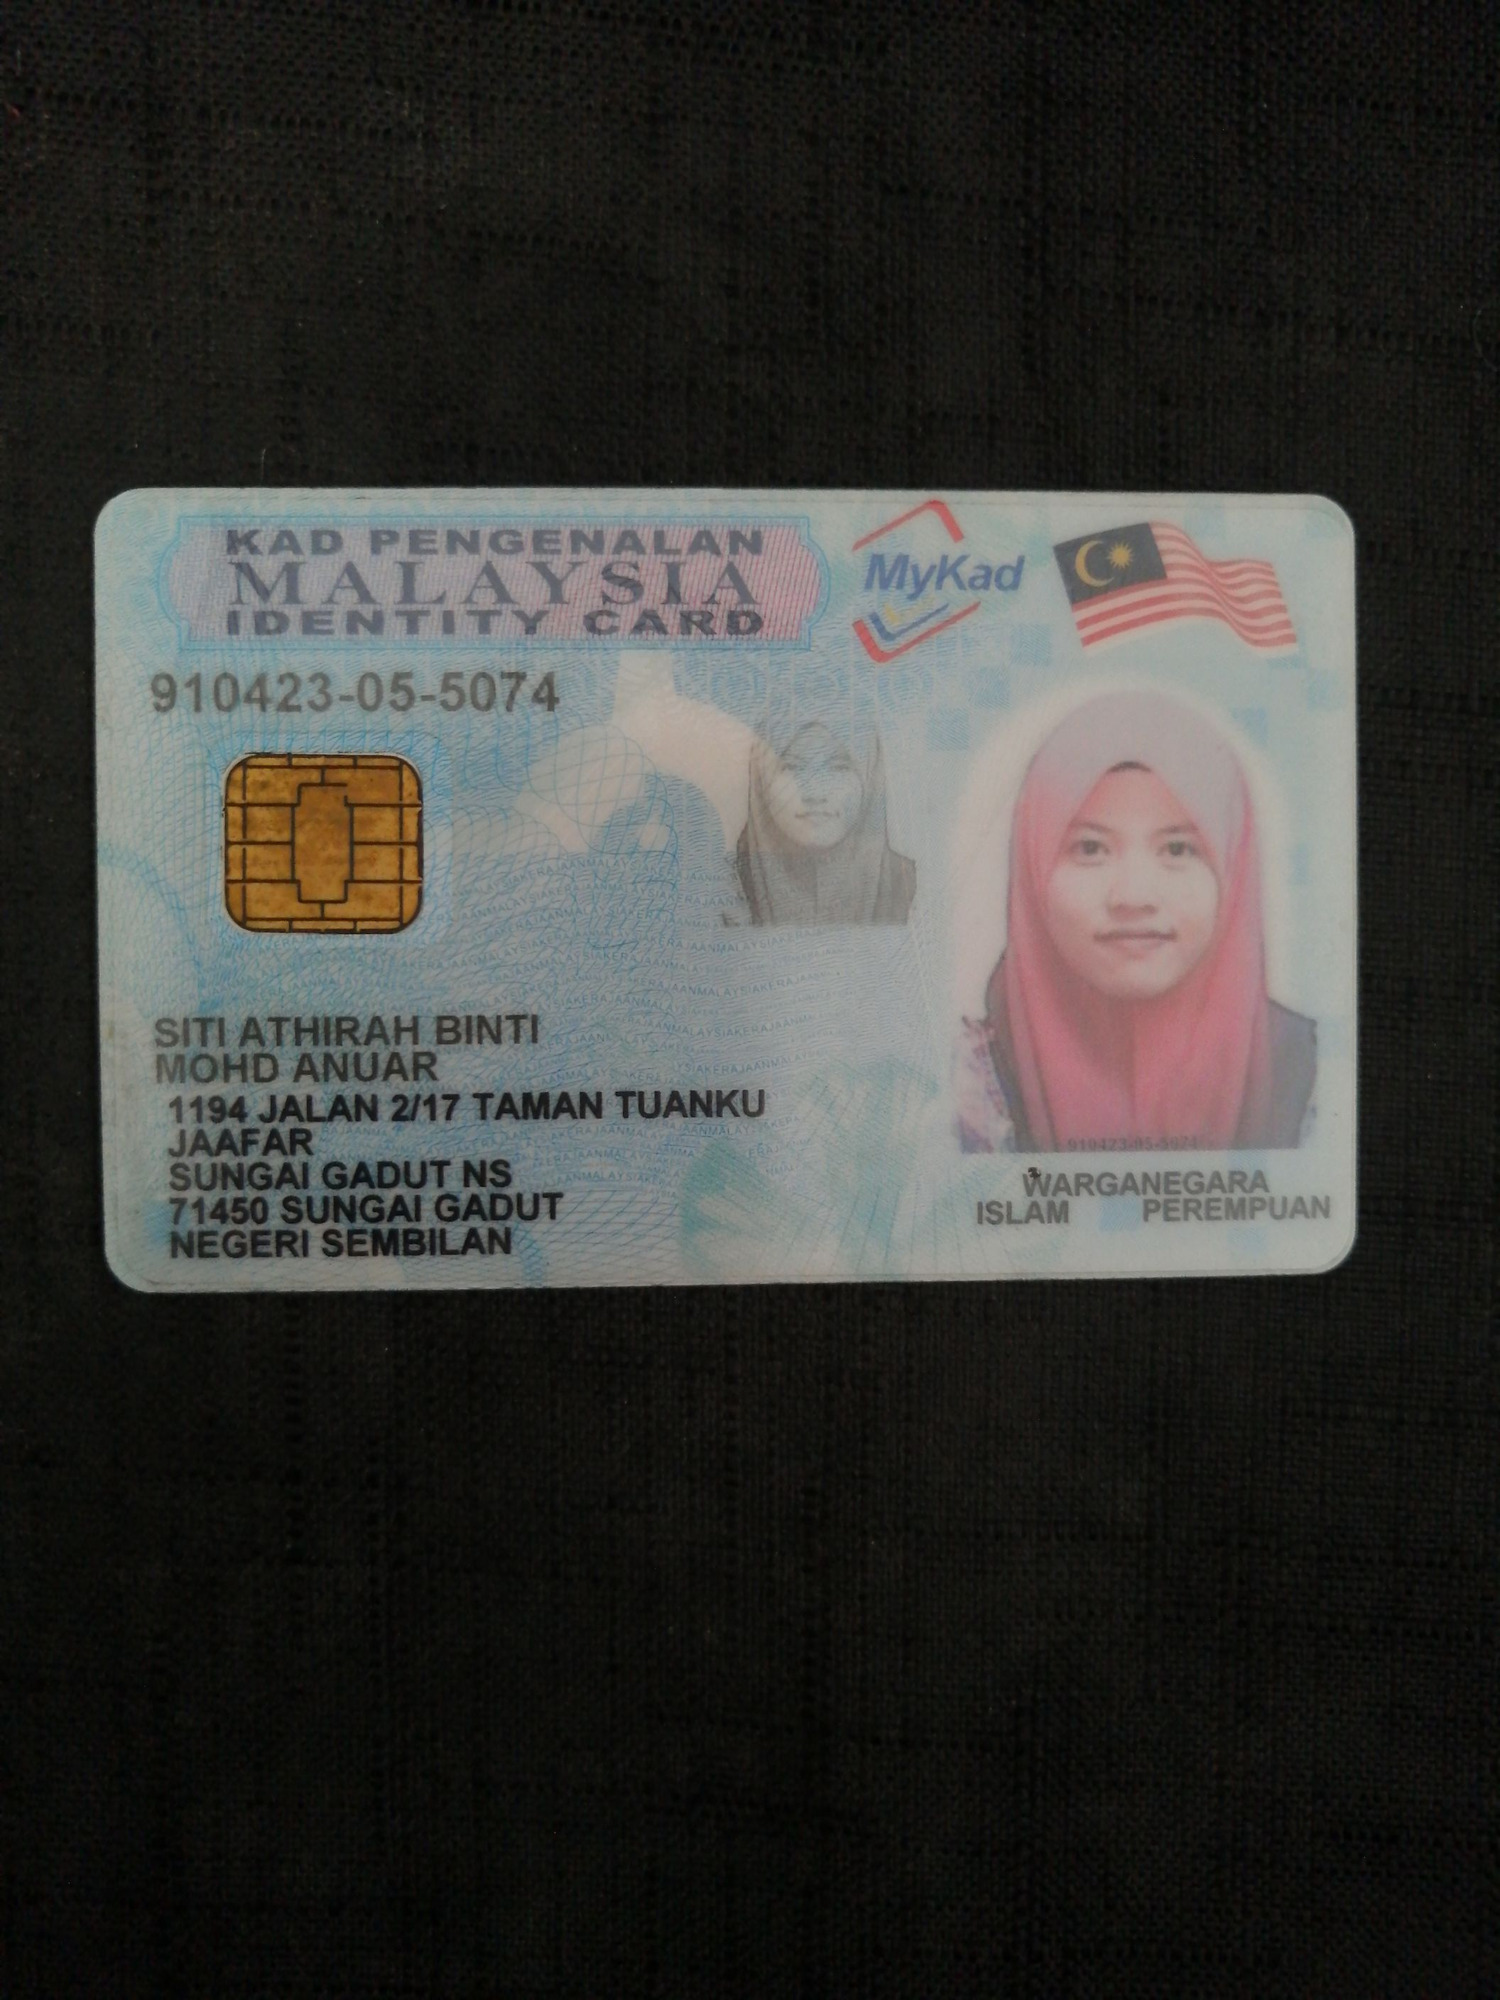 KAD PENGENALAN
MALAYSIA
IDENTITY CARD
MyKad
910423-05-5074
SITI ATHIRAH BINTI
MOHD ANUAR
1194 JALAN 2/17 TAMAN TUANKU
JAAFAR
SUNGAI GADUT NS
71450 SUNGAI GADUT
NEGERI SEMBILAN
910423-05-5074
WARGANEGARA
ISLAM PEREMPUAN